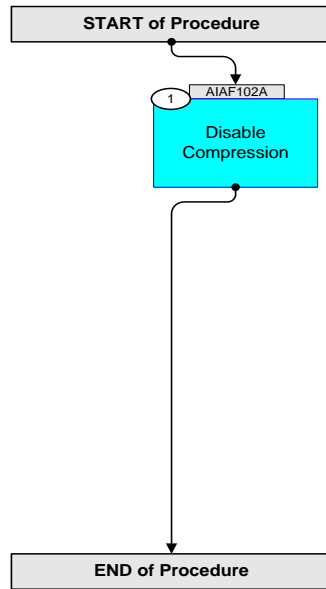 START of Procedure
AIAF102A
1
Disable
Compression
END of Procedure